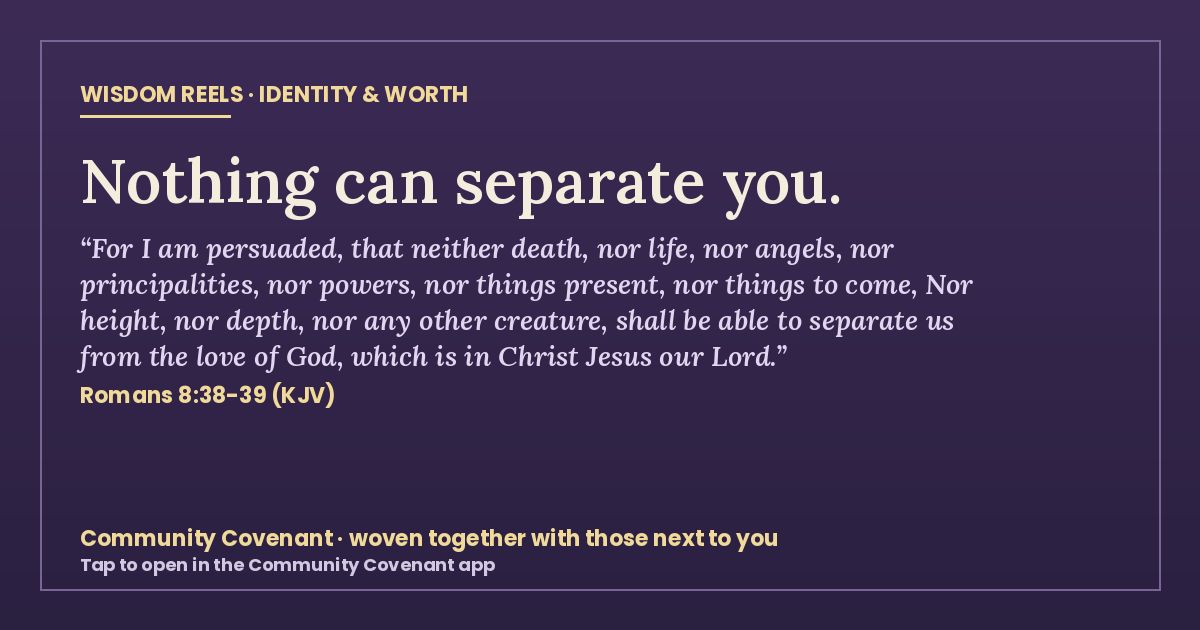 WISDOM REELS · IDENTITY & WORTH
Nothing can separate you.
“For I am persuaded, that neither death, nor life, nor angels, nor
principalities, nor powers, nor things present, nor things to come, Nor
height, nor depth, nor any other creature, shall be able to separate us
from the love of God, which is in Christ Jesus our Lord.”
Romans 8:38–39 (KJV)
Community Covenant · woven together with those next to you
Tap to open in the Community Covenant app